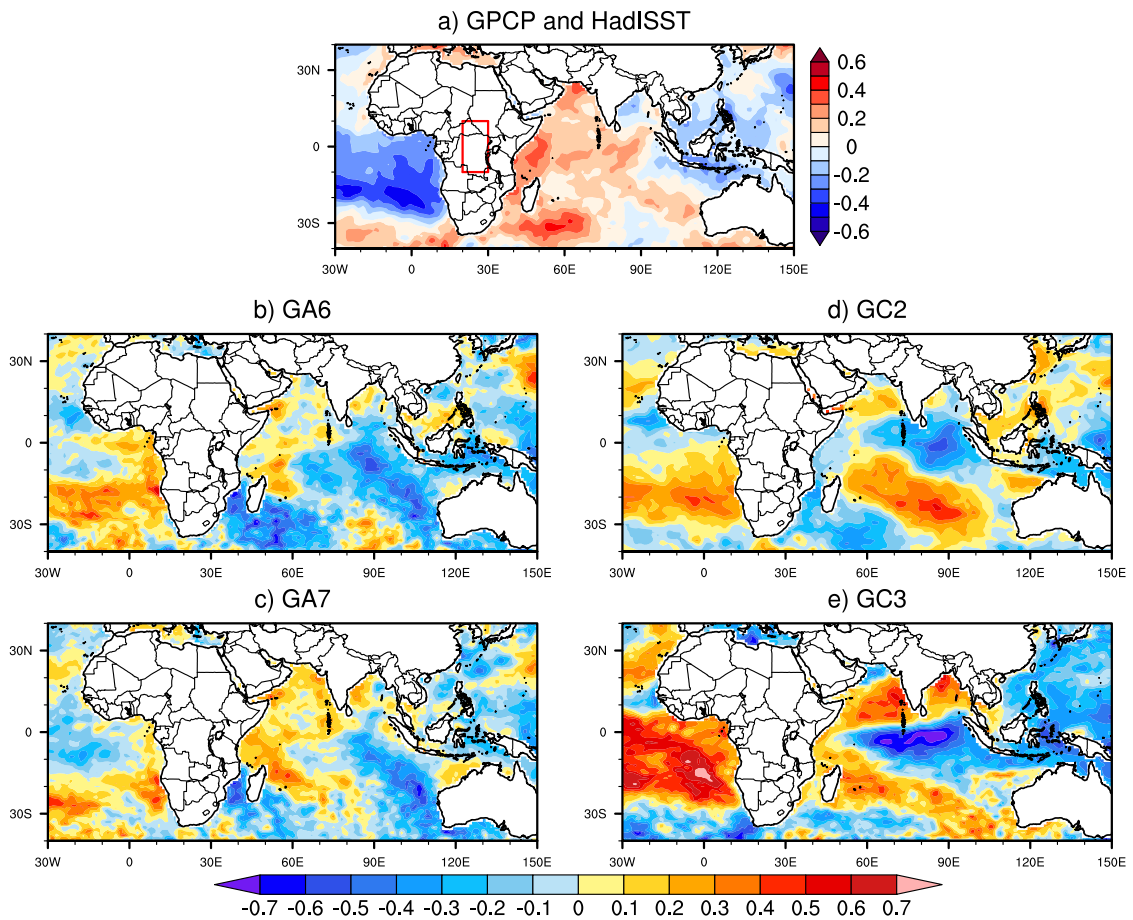 a) GPCP and HadISST
30N
0
30S
30W 0 30E 60E 90E 120E 150E
0.6
0.4
0.2
0
-0.2
-0.4
-0.6
b) GA6
30N
0
30S
30W 0 30E 60E 90E 120E 150E
d) GC2
30N
0
30S
30W 0 30E 60E 90E 120E 150E
c) GA7
30N
0
30S
30W 0 30E 60E 90E 120E 150E
e) GC3
30N
0
30S
30W 0 30E 60E 90E 120E 150E
-0.7 -0.6 -0.5 -0.4 -0.3 -0.2 -0.1 0 0.1 0.2 0.3 0.4 0.5 0.6 0.7